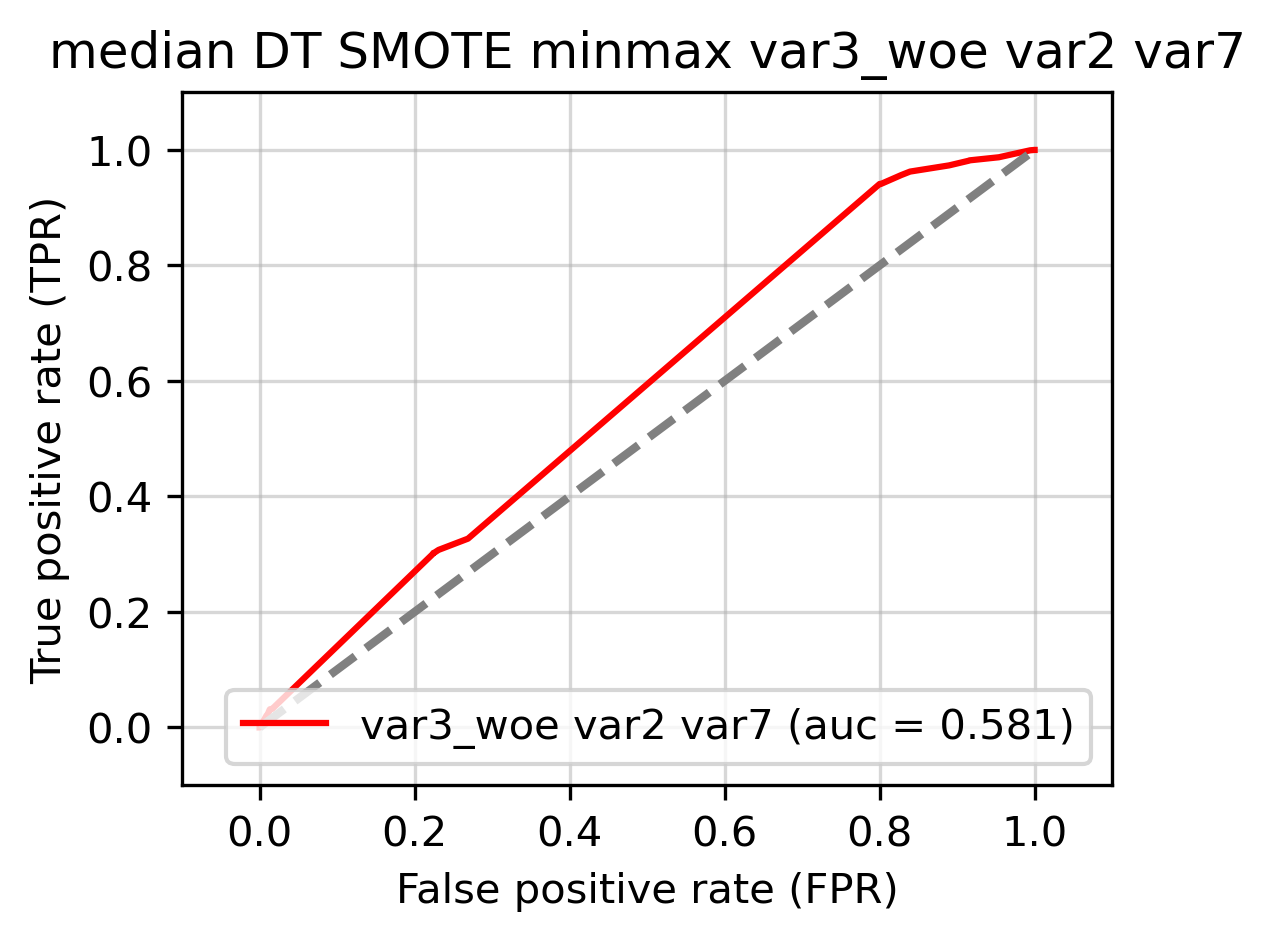 median DT SMOTE minmax var3_woe var2 var7
True positive rate (TPR)
1.0
0.8
0.6
0.4
0.2
0.0
var3_woe var2 var7 (auc = 0.581)
0.0 0.2 0.4 0.6 0.8 1.0
False positive rate (FPR)